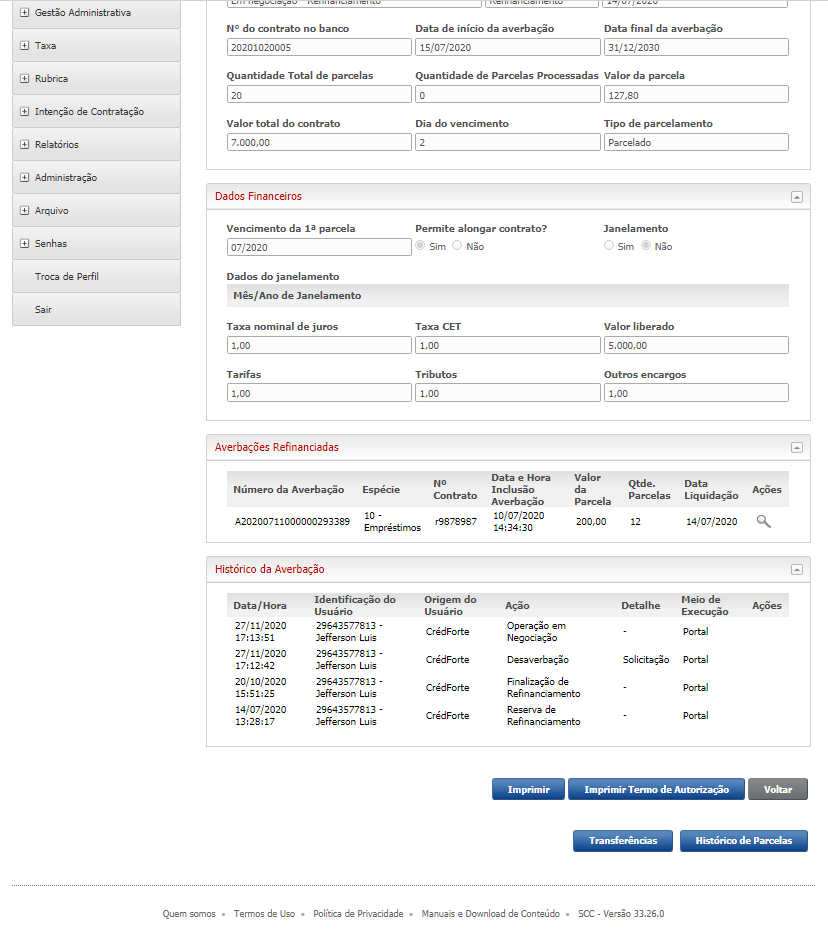 Gestão Administrativa
Taxa
Rubrica
Intenção de Contratação
Relatórios
Administração
Arquivo
Senhas
Troca de Perfil
Sair
Em negociação - Refinanciamento Refinanciamento 14/07/2020
Nº do contrato no banco Data de início da averbação Data final da averbação
20201020005 15/07/2020 31/12/2030
Quantidade Total de parcelas Quantidade de Parcelas Processadas Valor da parcela
20 0 127,80
Valor total do contrato Dia do vencimento Tipo de parcelamento
7.000,00 2 Parcelado
Dados Financeiros
Vencimento da 1ª parcela Permite alongar contrato? Janelamento
07/2020 Sim Não Sim Não
Dados do janelamento
Mês/Ano de Janelamento
Taxa nominal de juros Taxa CET Valor liberado
1,00 1,00 5.000,00
Tarifas Tributos Outros encargos
1,00 1,00 1,00
Averbações Refinanciadas
Número da Averbação Espécie Nº Contrato Data e Hora Inclusão Averbação Valor da Parcela Qtde. Parcelas Data Liquidação Ações
A20200711000000293389 10 - Empréstimos r9878987 10/07/2020 14:34:30 200,00 12 14/07/2020
Histórico da Averbação
Data/Hora Identificação do Usuário Origem do Usuário Ação Detalhe Meio de Execução Ações
27/11/2020 17:13:51 29643577813 - Jefferson Luis CrédForte Operação em Negociação - Portal
27/11/2020 17:12:42 29643577813 - Jefferson Luis CrédForte Desaverbação Solicitação Portal
20/10/2020 15:51:25 29643577813 - Jefferson Luis CrédForte Finalização de Refinanciamento - Portal
14/07/2020 13:28:17 29643577813 - Jefferson Luis CrédForte Reserva de Refinanciamento - Portal
Imprimir Imprimir Termo de Autorização Voltar
Transferências Histórico de Parcelas
Quem somos • Termos de Uso • Política de Privacidade • Manuais e Download de Conteúdo • SCC - Versão 33.26.0